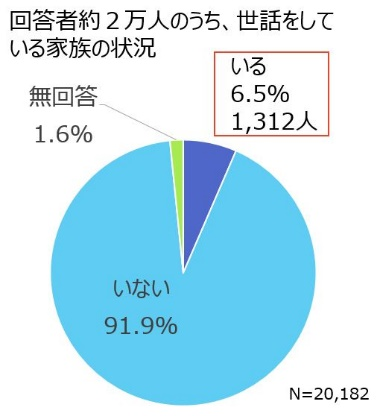 回答者約２万人のうち、世話をして
いる家族の状況
いる
6.5%
1,312人
無回答
1.6%
いない
91.9%
N=20,182